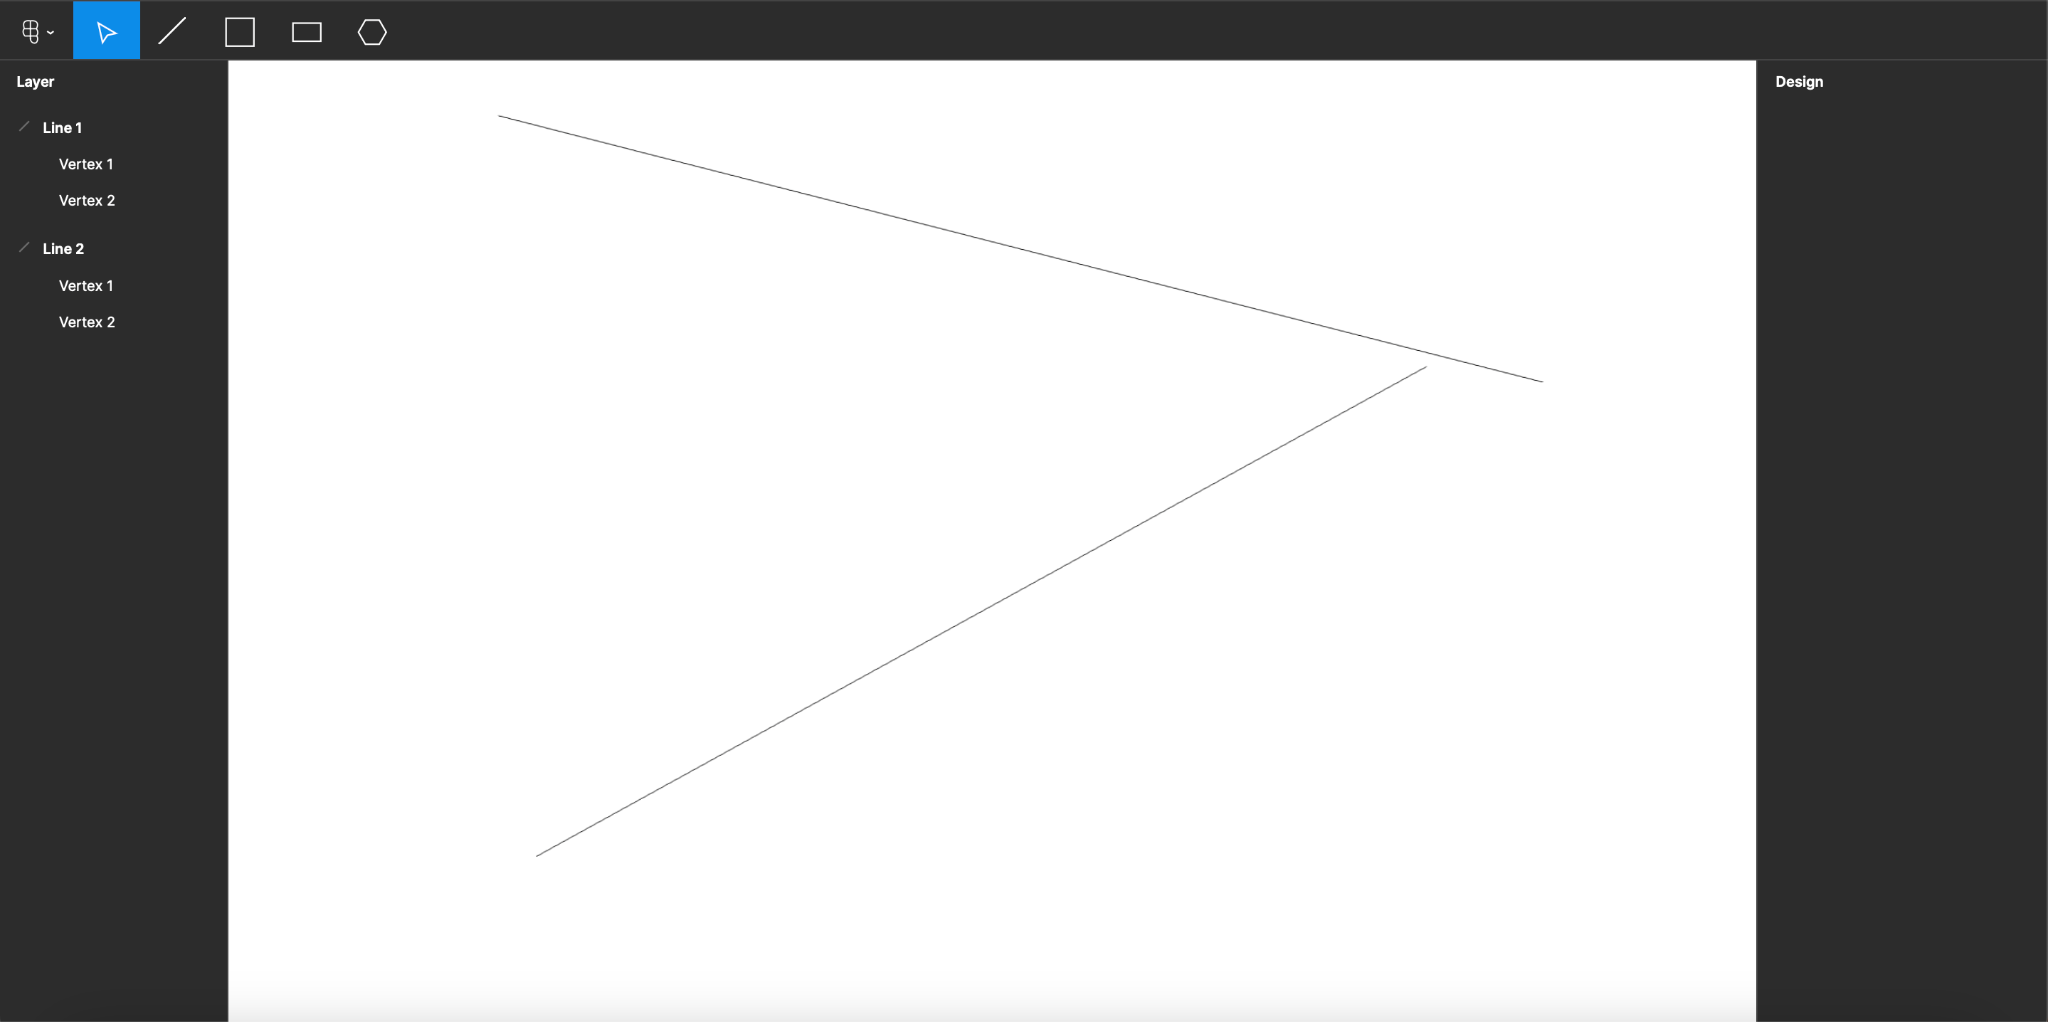 Layer
Design
Line 1
Vertex 1
Vertex 2
Line 2
Vertex 1
Vertex 2